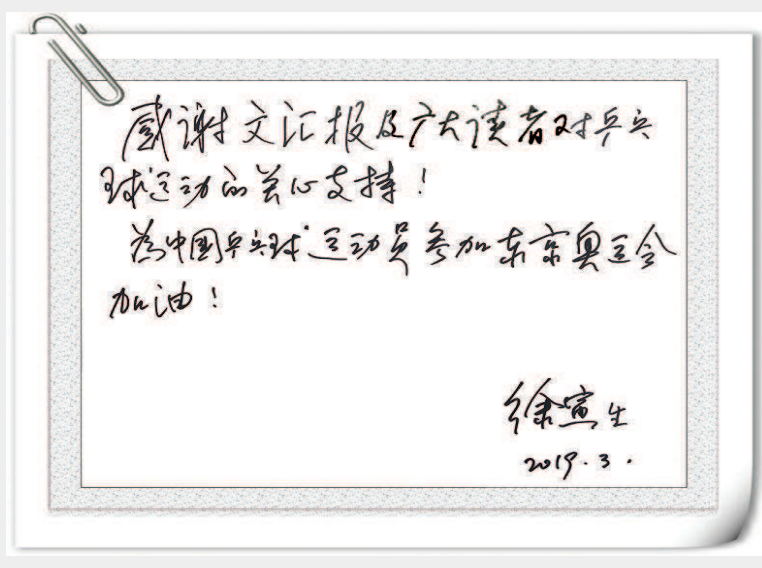 感谢文汇报及广大读者对乒乓
球运动的关心支持！
为中国乒乓球运动员参加东京奥运会
加油！
徐寅生
2019.3.